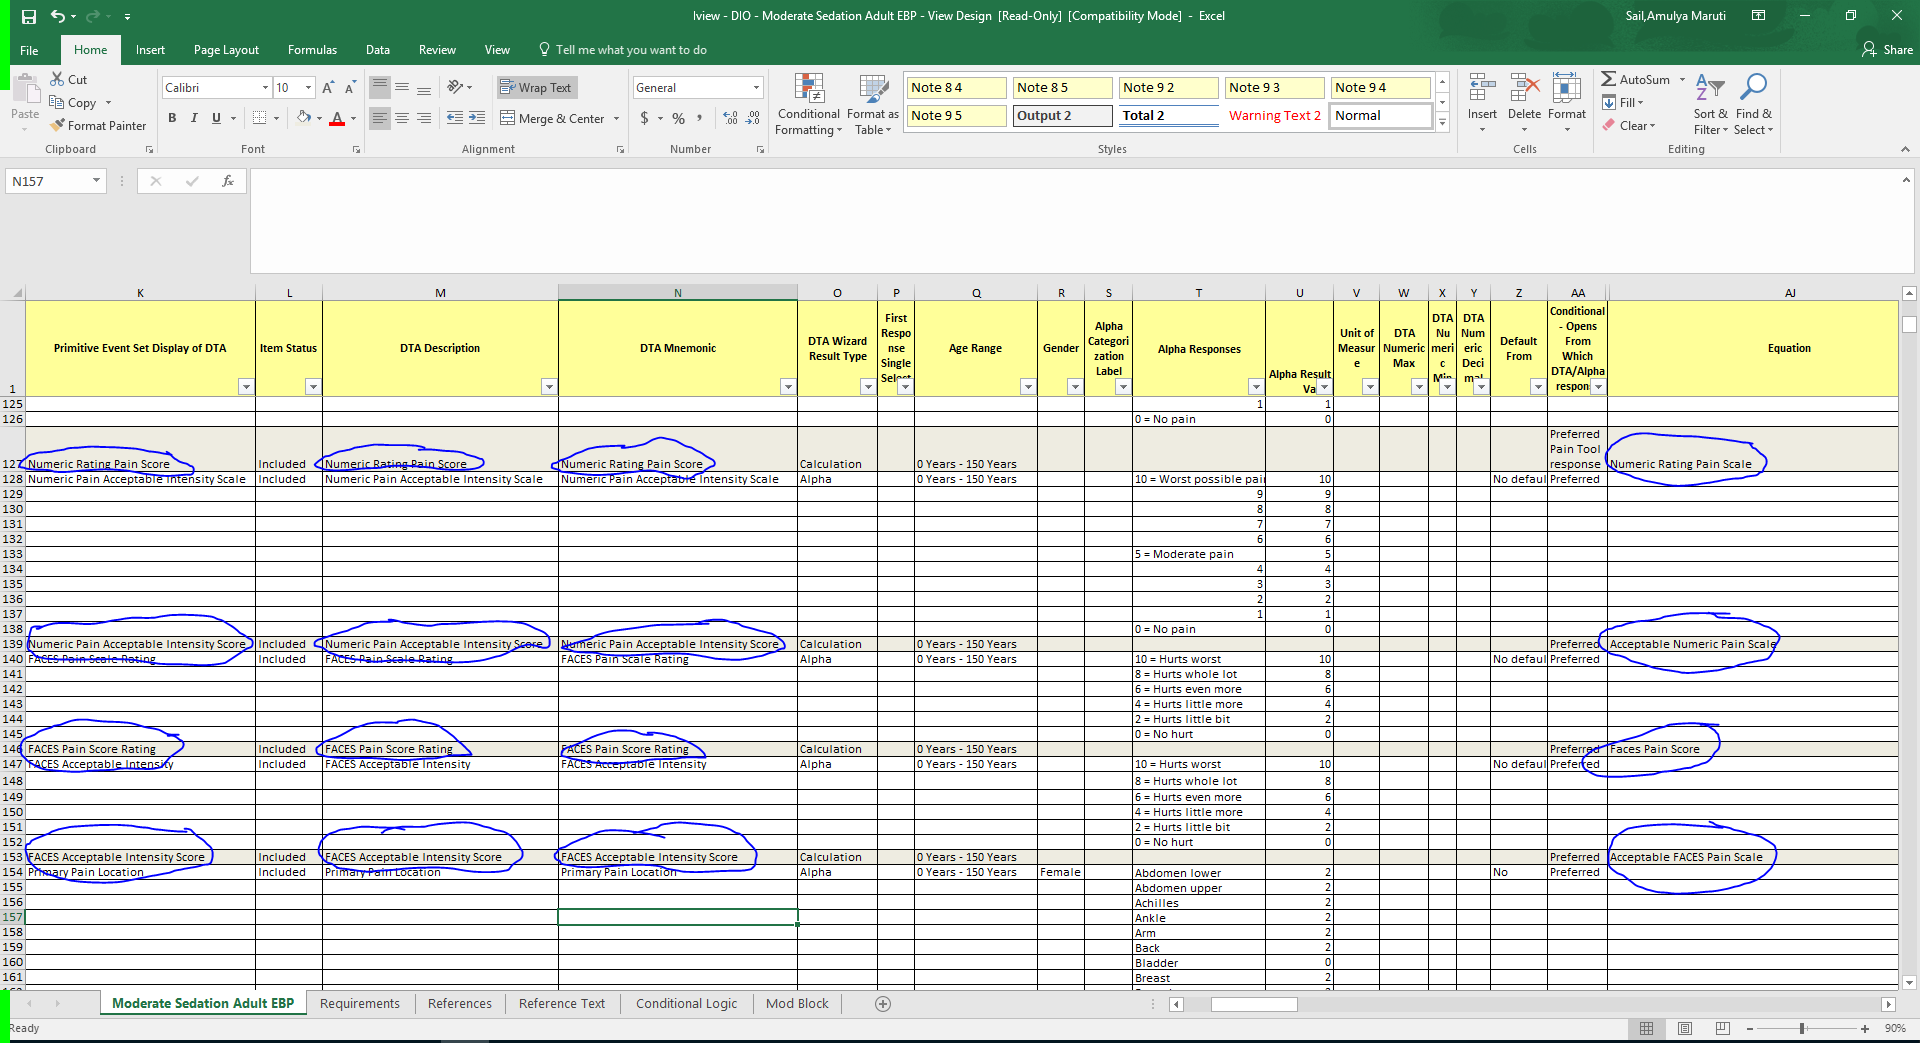 Iview - DIO - Moderate Sedation Adult EBP - View Design [Read-Only] [Compatibility Mode] - Excel
Sail,Amulya Maruti
File Home Insert Page Layout Formulas Data Review View Tell me what you want to do
Share
Paste
Cut
Copy
Format Painter
Clipboard
Calibri 10
B I U
Font
Wrap Text
Merge & Center
Alignment
General
$ %
Number
Conditional Formatting
Format as Table
Note 8 4 Note 8 5 Note 9 2 Note 9 3 Note 9 4
Note 9 5 Output 2 Total 2 Warning Text 2 Normal
Styles
Insert Delete Format
Cells
AutoSum
Fill
Clear
Sort & Filter
Find & Select
Editing
N157
fx
K L M N O P Q R S T U V W X Y Z AA AJ
1 Primitive Event Set Display of DTA Item Status DTA Description DTA Mnemonic DTA Wizard Result Type First Respo nse Single Select Age Range Gender Alpha Categori zation Label Alpha Responses Alpha Result Va Unit of Measur e DTA Numeric Max DTA Nu meri c Min DTA Num eric Deci mal Default From Conditional - Opens From Which DTA/Alpha respon Equation
125 1 1
126 0 = No pain 0
127 Numeric Rating Pain Score Included Numeric Rating Pain Score Numeric Rating Pain Score Calculation 0 Years - 150 Years Preferred Pain Tool response Numeric Rating Pain Scale
128 Numeric Pain Acceptable Intensity Scale Included Numeric Pain Acceptable Intensity Scale Numeric Pain Acceptable Intensity Scale Alpha 0 Years - 150 Years 10 = Worst possible pai 10 No defaul Preferred
129 9 9
130 8 8
131 7 7
132 6 6
133 5 = Moderate pain 5
134 4 4
135 3 3
136 2 2
137 1 1
138 0 = No pain 0
139 Numeric Pain Acceptable Intensity Score Included Numeric Pain Acceptable Intensity Score Numeric Pain Acceptable Intensity Score Calculation 0 Years - 150 Years Preferred Acceptable Numeric Pain Scale
140 FACES Pain Scale Rating Included FACES Pain Scale Rating FACES Pain Scale Rating Alpha 0 Years - 150 Years 10 = Hurts worst 10 No defaul Preferred
141 8 = Hurts whole lot 8
142 6 = Hurts even more 6
143 4 = Hurts little more 4
144 2 = Hurts little bit 2
145 0 = No hurt 0
146 FACES Pain Score Rating Included FACES Pain Score Rating FACES Pain Score Rating Calculation 0 Years - 150 Years Preferred Faces Pain Score
147 FACES Acceptable Intensity Included FACES Acceptable Intensity FACES Acceptable Intensity Alpha 0 Years - 150 Years 10 = Hurts worst 10 No defaul Preferred
148 8 = Hurts whole lot 8
149 6 = Hurts even more 6
150 4 = Hurts little more 4
151 2 = Hurts little bit 2
152 0 = No hurt 0
153 FACES Acceptable Intensity Score Included FACES Acceptable Intensity Score FACES Acceptable Intensity Score Calculation 0 Years - 150 Years Preferred Acceptable FACES Pain Scale
154 Primary Pain Location Included Primary Pain Location Primary Pain Location Alpha 0 Years - 150 Years Female Abdomen lower 2 No Preferred
155 Abdomen upper 2
156 Achilles 2
157 Ankle 2
158 Arm 2
159 Back 2
160 Bladder 0
161 Breast 2
Moderate Sedation Adult EBP Requirements References Reference Text Conditional Logic Mod Block
Ready
90%